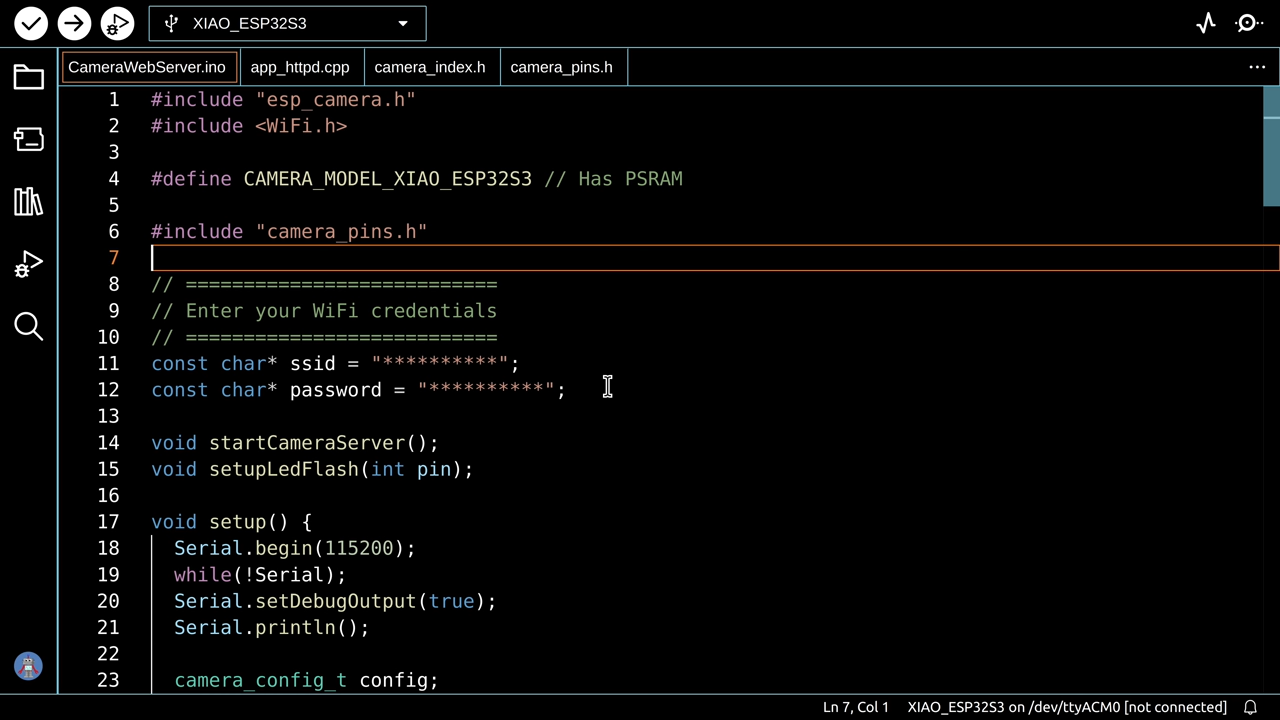 XIAO_ESP32S3
CameraWebServer.ino
app_httpd.cpp
camera_index.h
camera_pins.h
1 #include "esp_camera.h"
2 #include <WiFi.h>
3
4 #define CAMERA_MODEL_XIAO_ESP32S3 // Has PSRAM
5
6 #include "camera_pins.h"
7
8 // ===========================
9 // Enter your WiFi credentials
10 // ===========================
11 const char* ssid = "**********";
12 const char* password = "**********";
13
14 void startCameraServer();
15 void setupLedFlash(int pin);
16
17 void setup() {
18 Serial.begin(115200);
19 while(!Serial);
20 Serial.setDebugOutput(true);
21 Serial.println();
22
23 camera_config_t config;
Ln 7, Col 1 XIAO_ESP32S3 on /dev/ttyACM0 [not connected]